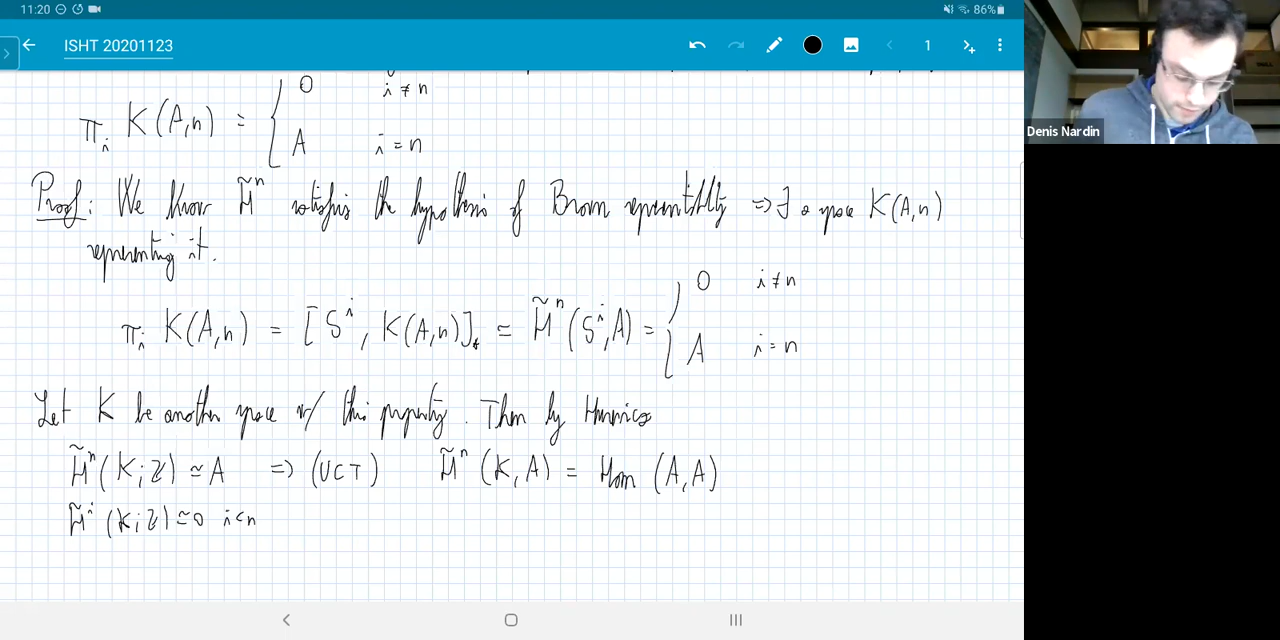 11:20 86%
ISHT 20201123 1
π_i K(A,n) = { 0 i ≠ n
A i = n
Proof: We know H̃^n satisfies the hypothesis of Brown representability => ∃ a space K(A,n)
representing it.
π_i K(A,n) = [S^i, K(A,n)]_* = H̃^n(S^i, A) = { 0 i ≠ n
A i = n
Let K be another space w/ this property. Then by Hurewicz
H̃^n(K; Z) ≃ A => (UCT) H̃^n(K, A) = Hom (A, A)
H̃^i(K; Z) ≃ 0 i < n
Denis Nardin